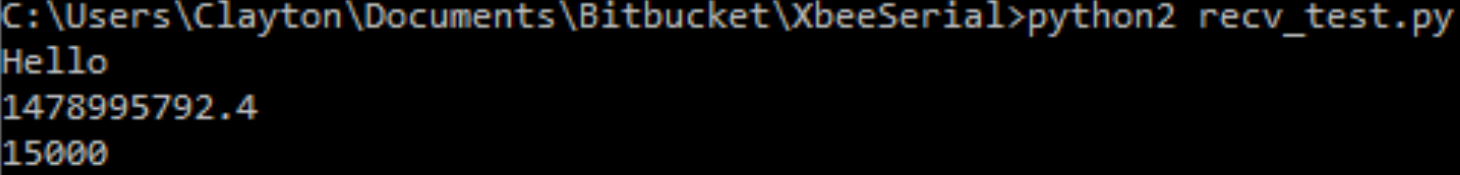 C:\Users\Clayton\Documents\Bitbucket\XbeeSerial>python2 recv_test.py
Hello
1478995792.4
15000